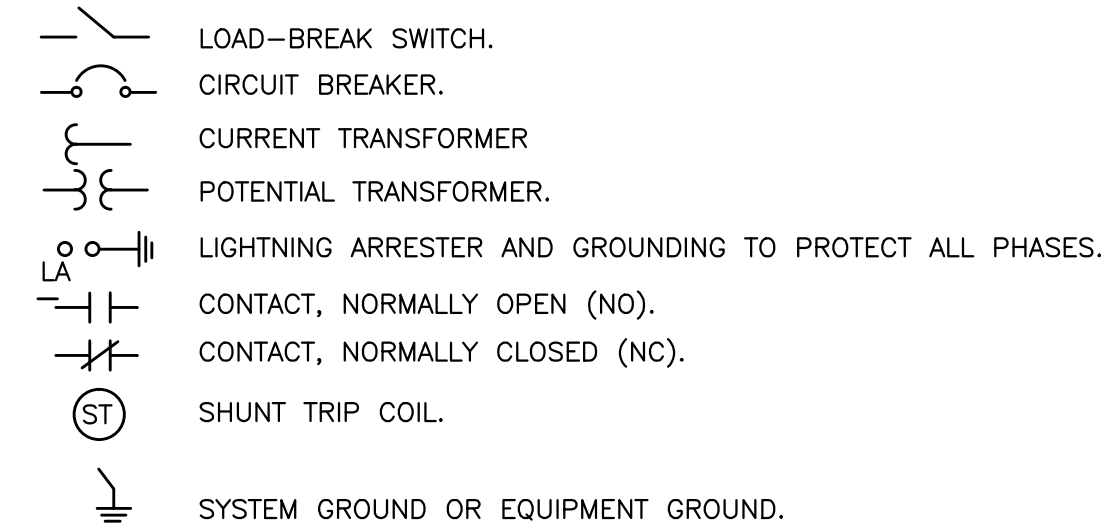 LOAD-BREAK SWITCH.
CIRCUIT BREAKER.
CURRENT TRANSFORMER
POTENTIAL TRANSFORMER.
LIGHTNING ARRESTER AND GROUNDING TO PROTECT ALL PHASES.
LA
CONTACT, NORMALLY OPEN (NO).
CONTACT, NORMALLY CLOSED (NC).
ST SHUNT TRIP COIL.
SYSTEM GROUND OR EQUIPMENT GROUND.